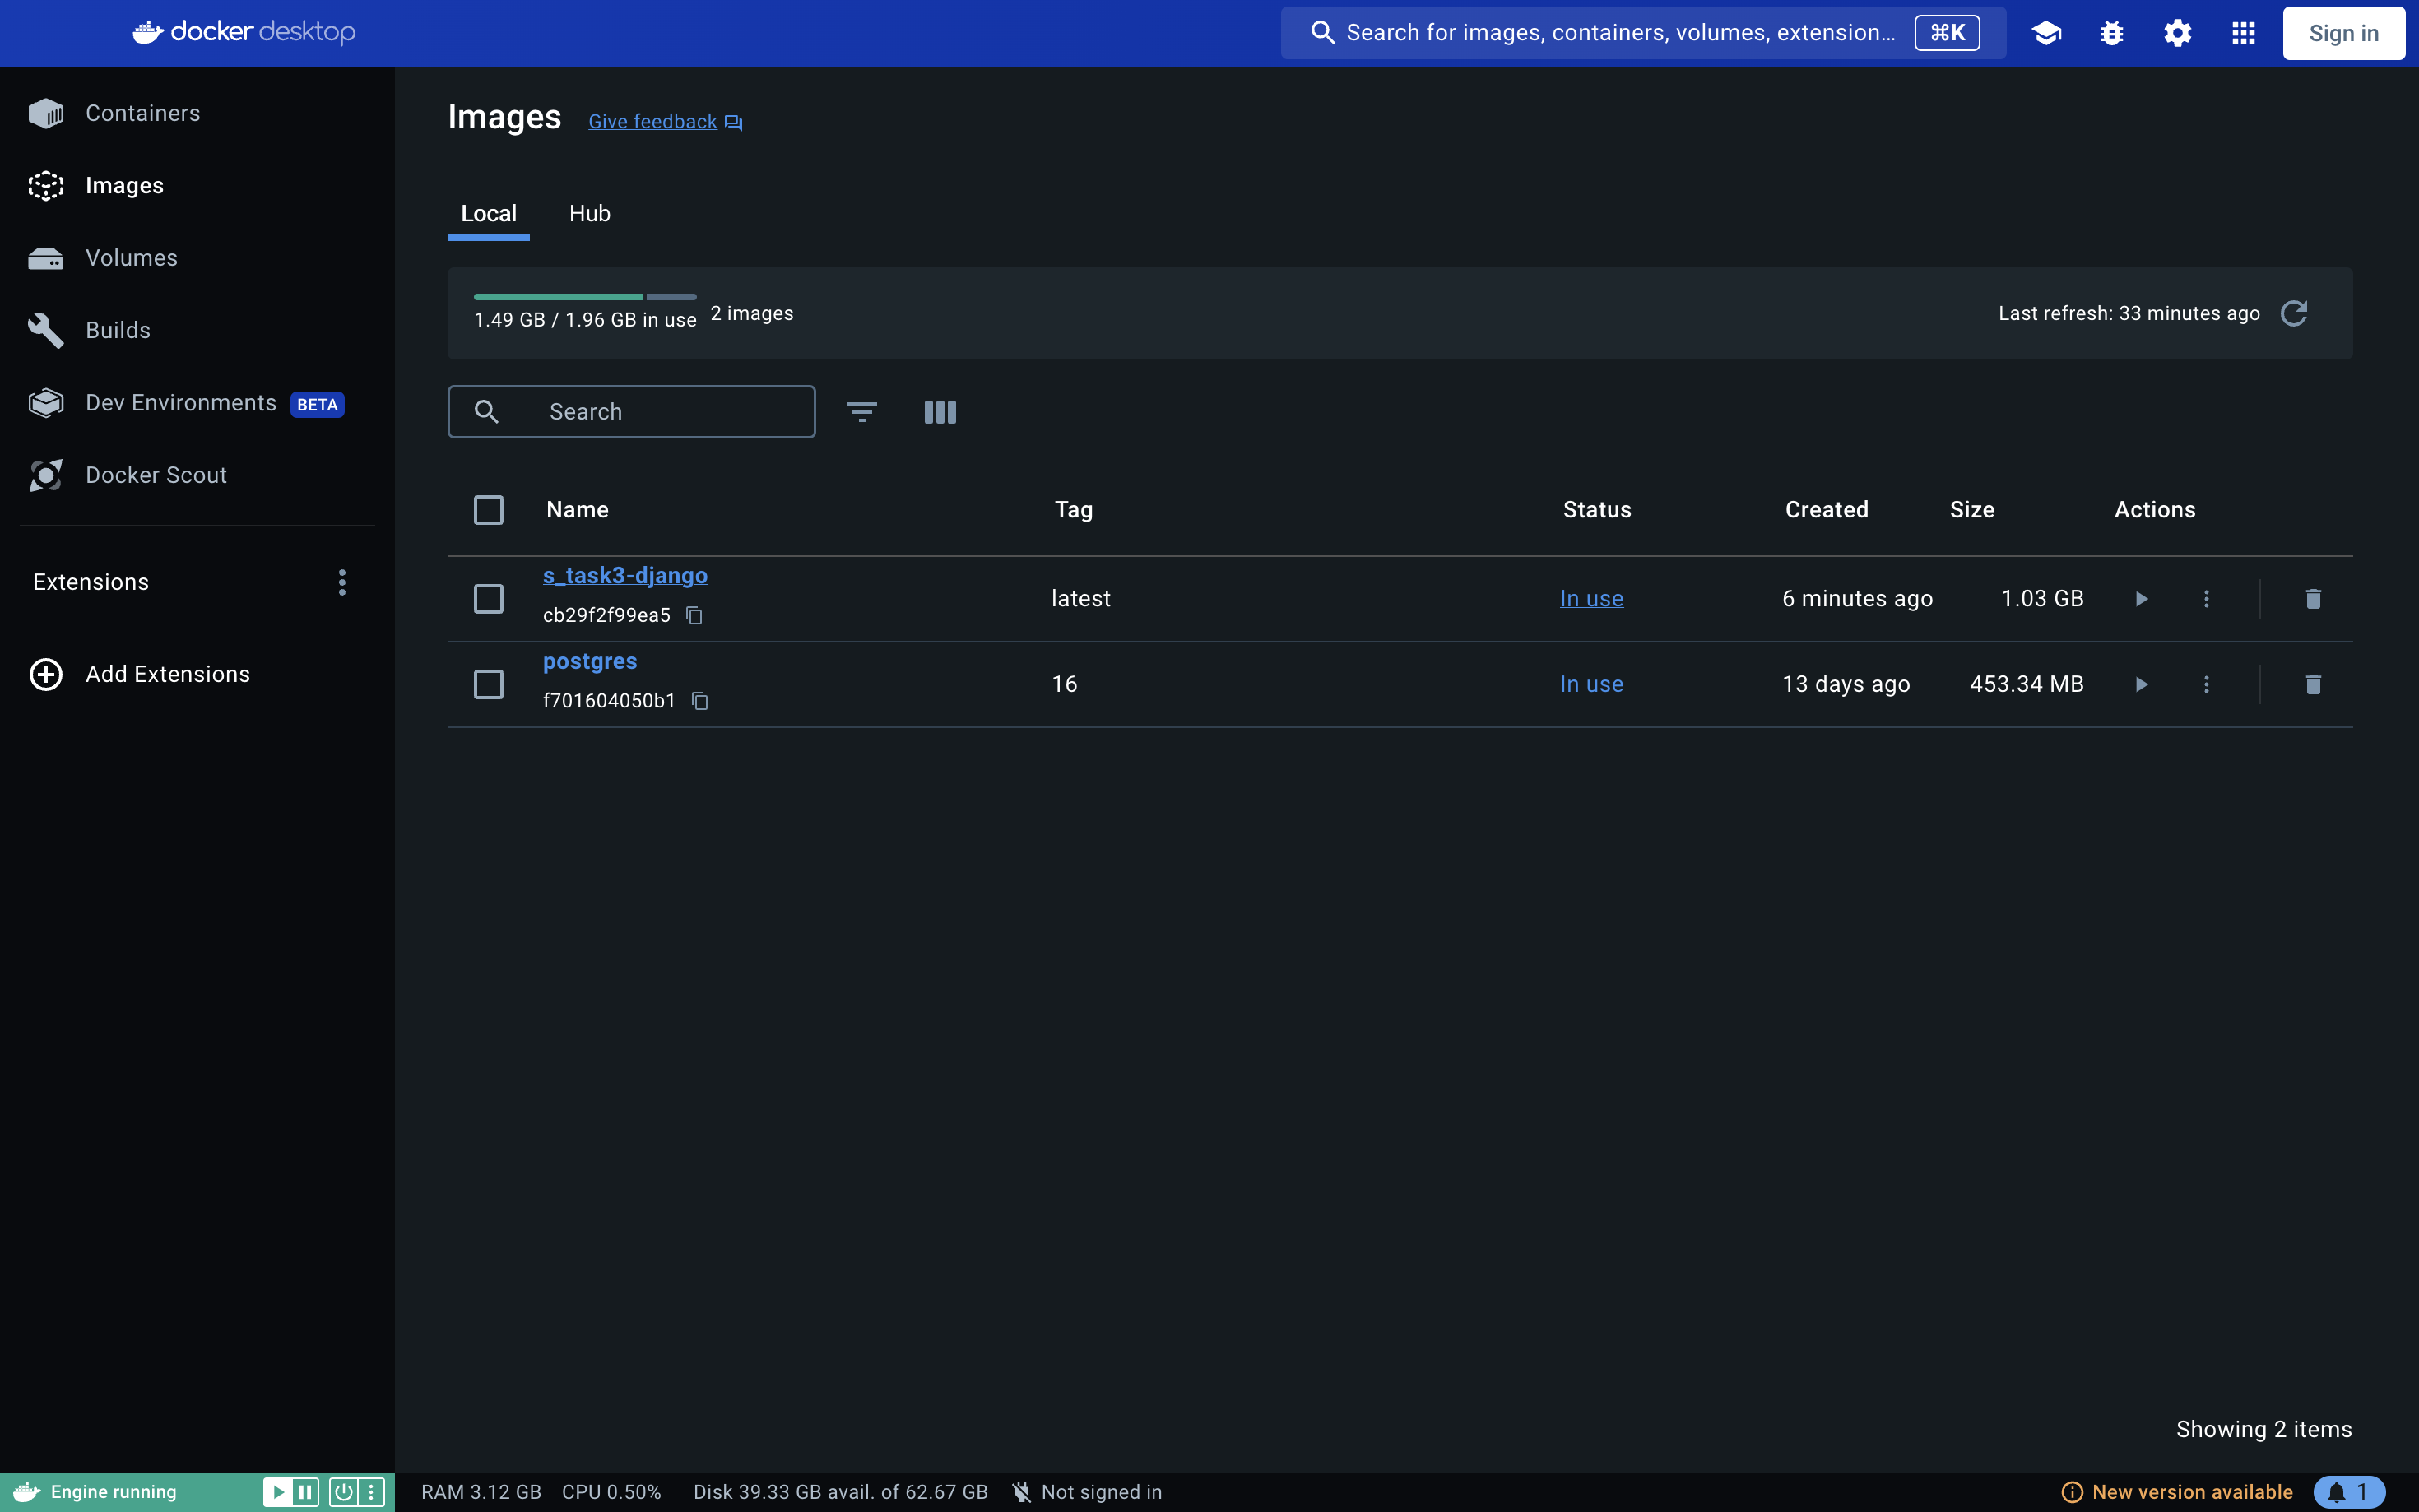 docker desktop
Search for images, containers, volumes, extension... ⌘K
Sign in
Containers
Images
Volumes
Builds
Dev Environments BETA
Docker Scout
Extensions
Add Extensions
Images Give feedback
Local Hub
1.49 GB / 1.96 GB in use 2 images
Last refresh: 33 minutes ago
Search
Name Tag Status Created Size Actions
s_task3-django
cb29f2f99ea5
latest In use 6 minutes ago 1.03 GB
postgres
f701604050b1
16 In use 13 days ago 453.34 MB
Showing 2 items
Engine running
RAM 3.12 GB CPU 0.50% Disk 39.33 GB avail. of 62.67 GB Not signed in
New version available 1